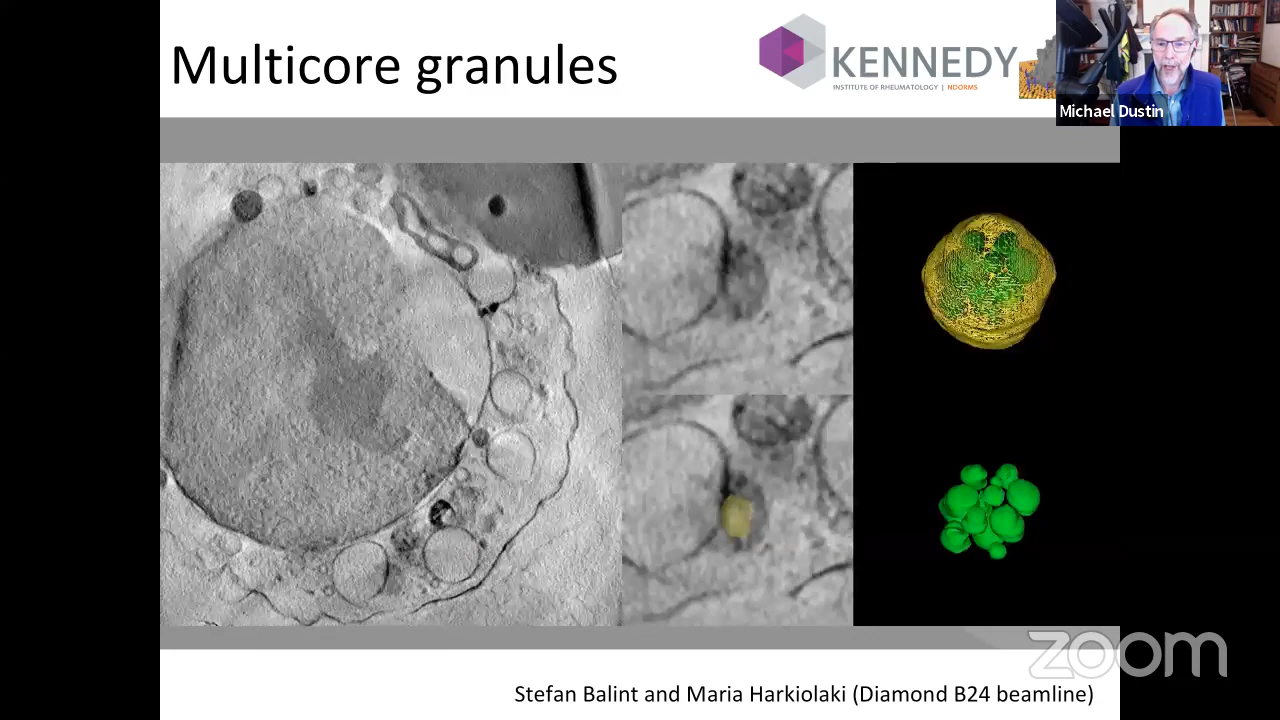 Multicore granules
KENNEDY
INSTITUTE OF RHEUMATOLOGY | NDORMS
Michael Dustin
zoom
Stefan Balint and Maria Harkiolaki (Diamond B24 beamline)